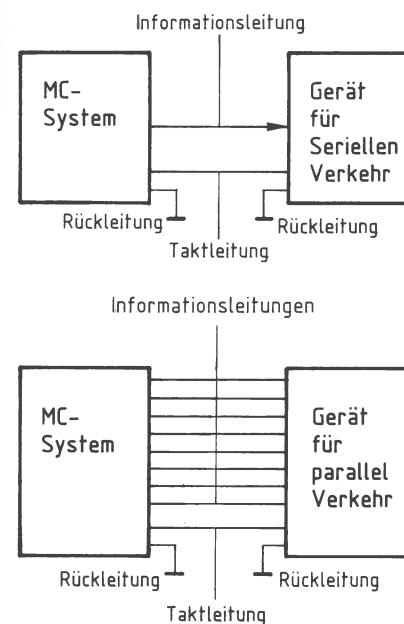 Informationsleitung
MC-
System
Gerät
für
Seriellen
Verkehr
Rückleitung
Rückleitung
Taktleitung
Informationsleitungen
MC-
System
Gerät
für
parallel
Verkehr
Rückleitung
Rückleitung
Taktleitung